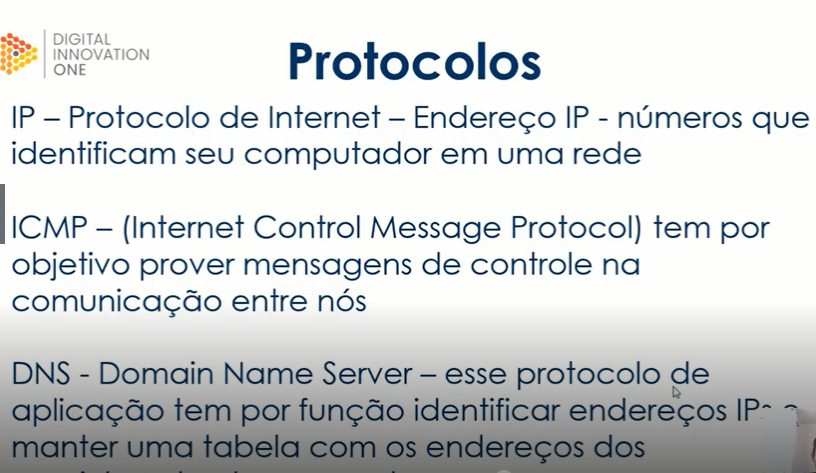 DIGITAL
INNOVATION
ONE
Protocolos
IP – Protocolo de Internet – Endereço IP - números que
identificam seu computador em uma rede
ICMP – (Internet Control Message Protocol) tem por
objetivo prover mensagens de controle na
comunicação entre nós
DNS - Domain Name Server – esse protocolo de
aplicação tem por função identificar endereços IPs e
manter uma tabela com os endereços dos